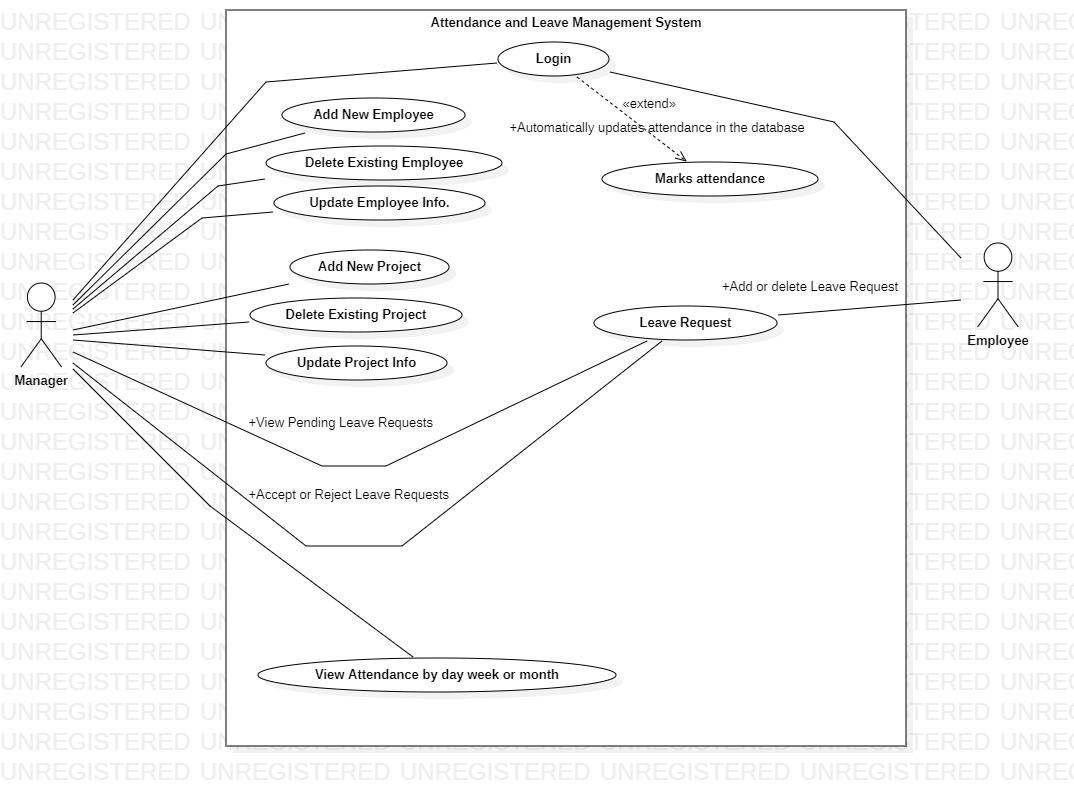 Attendance and Leave Management System
Login
«extend»
Add New Employee
+Automatically updates attendance in the database
Delete Existing Employee
Marks attendance
Update Employee Info.
Add New Project
+Add or delete Leave Request
Delete Existing Project
Leave Request
Employee
Update Project Info
Manager
+View Pending Leave Requests
+Accept or Reject Leave Requests
View Attendance by day week or month
UNREGISTERED UNREGISTERED UNREGISTERED UNREGISTERED UNREGISTERED UNREGISTERED